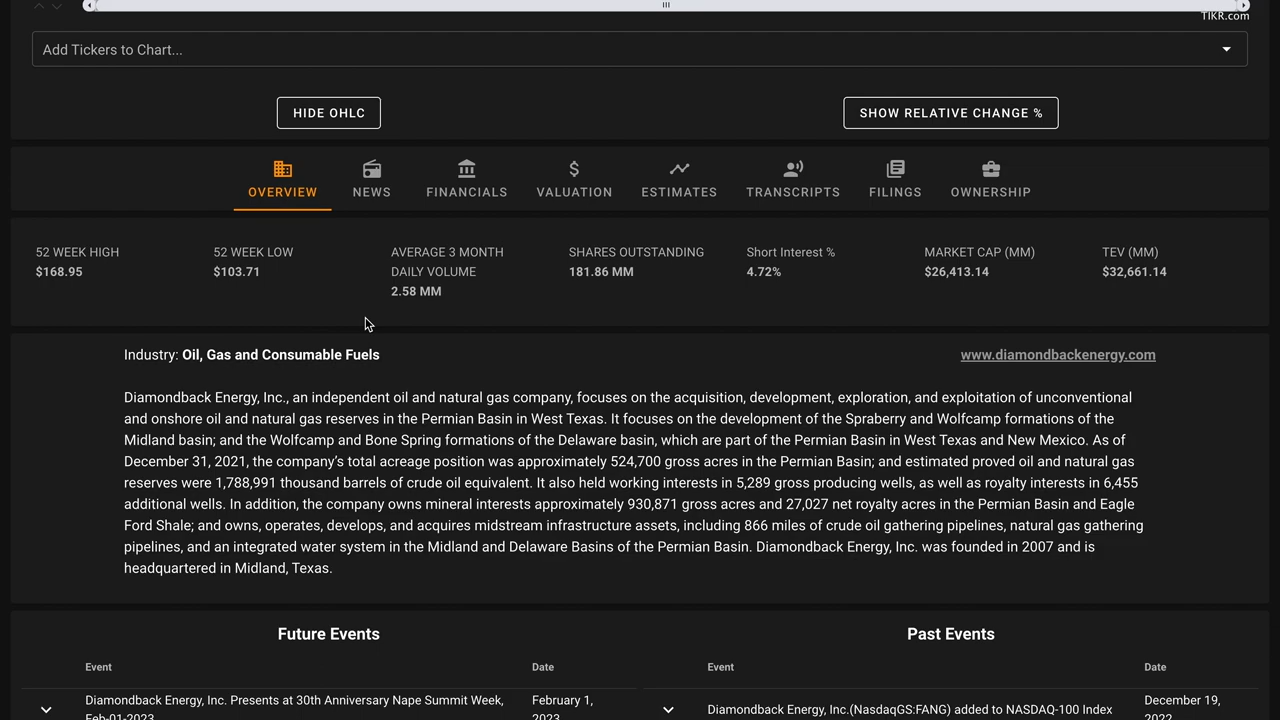 TIKR.com
Add Tickers to Chart...
HIDE OHLC
SHOW RELATIVE CHANGE %
OVERVIEW
NEWS
FINANCIALS
VALUATION
ESTIMATES
TRANSCRIPTS
FILINGS
OWNERSHIP
52 WEEK HIGH
$168.95
52 WEEK LOW
$103.71
AVERAGE 3 MONTH
DAILY VOLUME
2.58 MM
SHARES OUTSTANDING
181.86 MM
Short Interest %
4.72%
MARKET CAP (MM)
$26,413.14
TEV (MM)
$32,661.14
Industry: Oil, Gas and Consumable Fuels
www.diamondbackenergy.com
Diamondback Energy, Inc., an independent oil and natural gas company, focuses on the acquisition, development, exploration, and exploitation of unconventional
and onshore oil and natural gas reserves in the Permian Basin in West Texas. It focuses on the development of the Spraberry and Wolfcamp formations of the
Midland basin; and the Wolfcamp and Bone Spring formations of the Delaware basin, which are part of the Permian Basin in West Texas and New Mexico. As of
December 31, 2021, the company's total acreage position was approximately 524,700 gross acres in the Permian Basin; and estimated proved oil and natural gas
reserves were 1,788,991 thousand barrels of crude oil equivalent. It also held working interests in 5,289 gross producing wells, as well as royalty interests in 6,455
additional wells. In addition, the company owns mineral interests approximately 930,871 gross acres and 27,027 net royalty acres in the Permian Basin and Eagle
Ford Shale; and owns, operates, develops, and acquires midstream infrastructure assets, including 866 miles of crude oil gathering pipelines, natural gas gathering
pipelines, and an integrated water system in the Midland and Delaware Basins of the Permian Basin. Diamondback Energy, Inc. was founded in 2007 and is
headquartered in Midland, Texas.
Future Events
Event
Date
Diamondback Energy, Inc. Presents at 30th Anniversary Nape Summit Week,
Feb-01-2023
February 1,
2023
Past Events
Event
Date
Diamondback Energy, Inc.(NasdaqGS:FANG) added to NASDAQ-100 Index
December 19,
2022